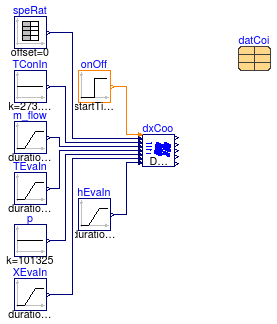 speRat
offset=0
datCoi
TConIn
onOff
k=273....
startTi...
m_flow
dxCoo
duratio...
D...
TEvaIn
hEvaIn
duratio...
p
duratio...
k=101325
XEvaIn
duratio...